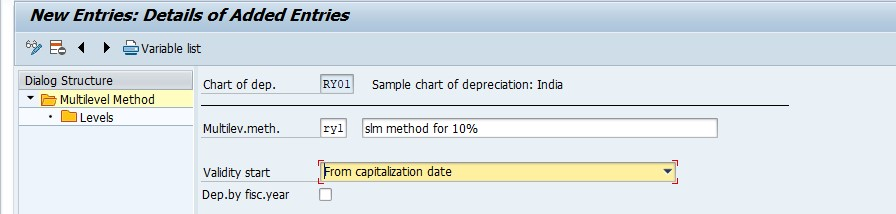 New Entries: Details of Added Entries
Variable list
Dialog Structure
Multilevel Method
Levels
Chart of dep. RY01 Sample chart of depreciation: India
Multilev.meth. ry1 slm method for 10%
Validity start From capitalization date
Dep.by fisc.year